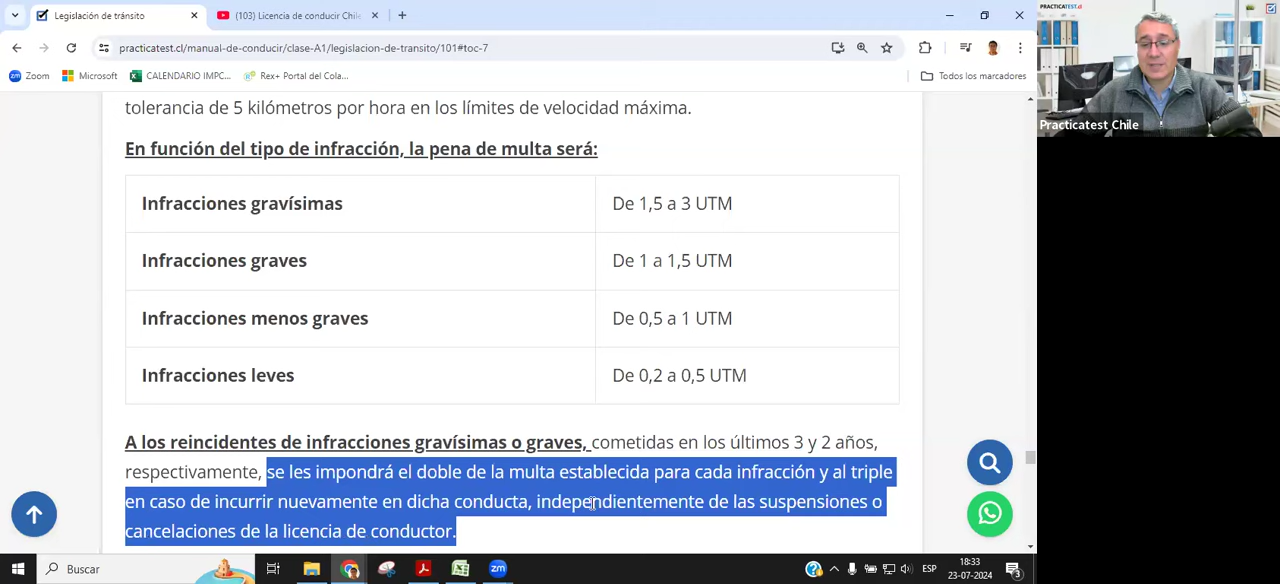 Legislación de tránsito
(103) Licencia de conducir
practicatest.cl/manual-de-conducir/clase-A1/legislacion-de-transito/101#toc-7
Zoom
Microsoft
CALENDARIO IMPC...
Rex+ Portal del Cola...
Todos los marcadores
PRACTICATEST.cl
Practicatest Chile
tolerancia de 5 kilómetros por hora en los límites de velocidad máxima.
En función del tipo de infracción, la pena de multa será:
Infracciones gravísimas De 1,5 a 3 UTM
Infracciones graves De 1 a 1,5 UTM
Infracciones menos graves De 0,5 a 1 UTM
Infracciones leves De 0,2 a 0,5 UTM
A los reincidentes de infracciones gravísimas o graves, cometidas en los últimos 3 y 2 años,
respectivamente, se les impondrá el doble de la multa establecida para cada infracción y al triple
en caso de incurrir nuevamente en dicha conducta, independientemente de las suspensiones o
cancelaciones de la licencia de conductor.
Buscar
zm
ESP
18:33
23-07-2024
3